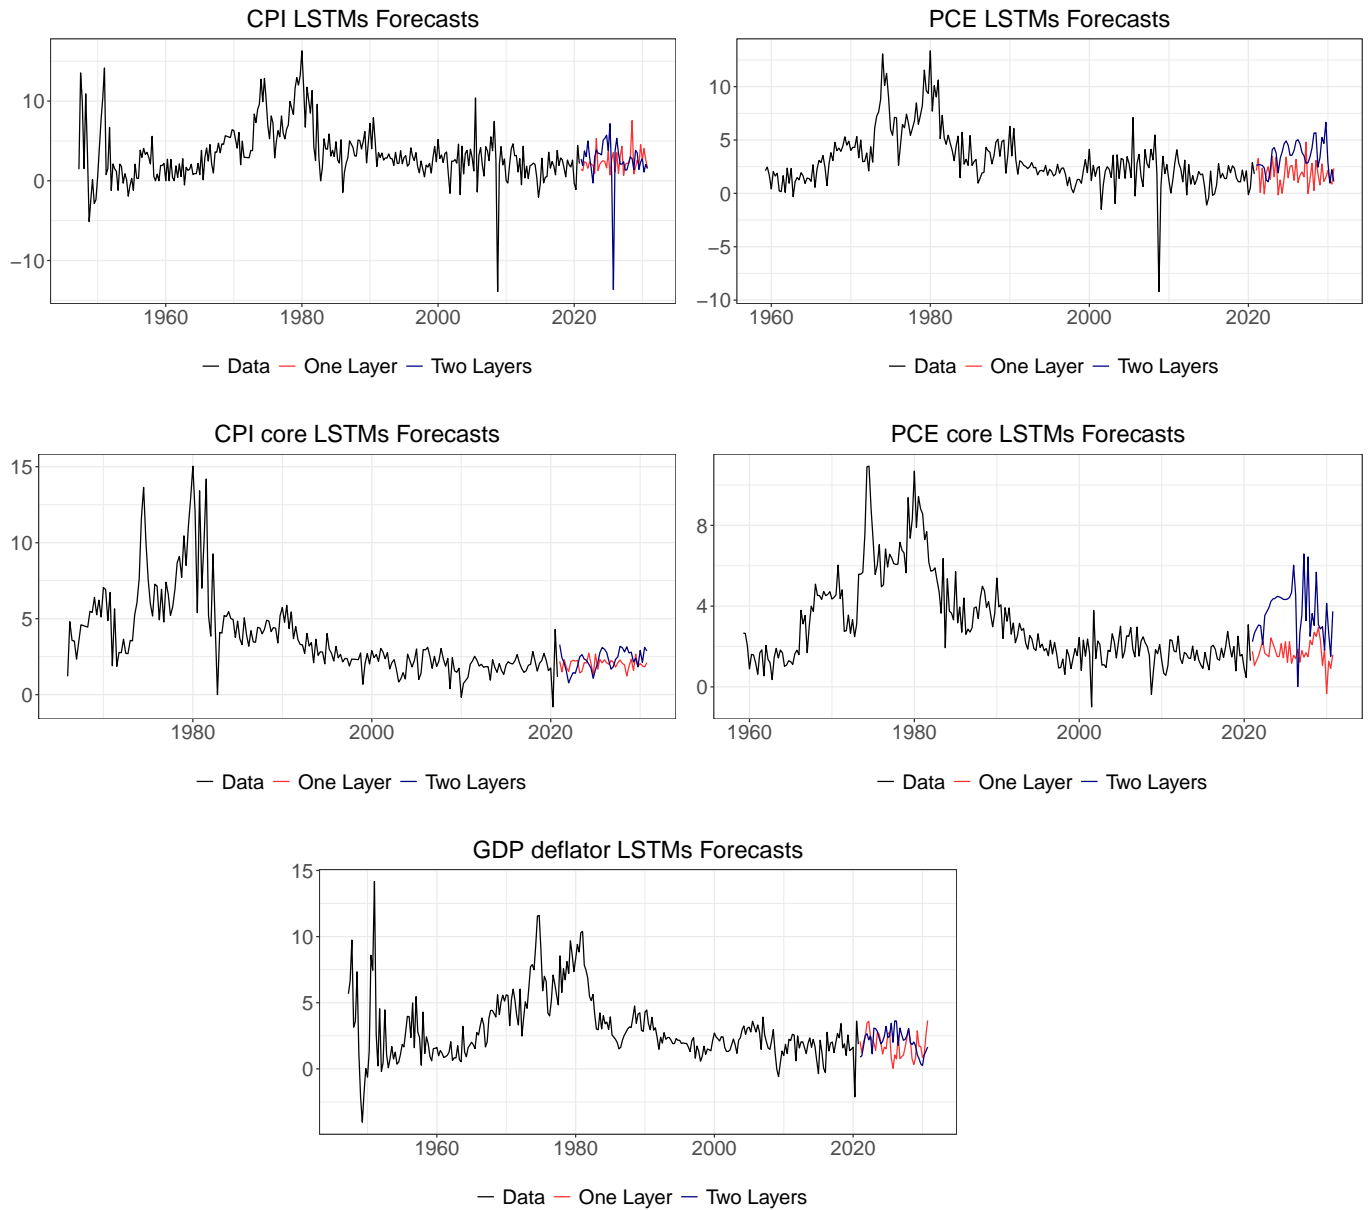 CPI LSTMs Forecasts
10
0
−10
1960 1980 2000 2020
Data One Layer Two Layers
PCE LSTMs Forecasts
10
5
0
−5
−10
1960 1980 2000 2020
Data One Layer Two Layers
CPI core LSTMs Forecasts
15
10
5
0
1980 2000 2020
Data One Layer Two Layers
PCE core LSTMs Forecasts
8
4
0
1960 1980 2000 2020
Data One Layer Two Layers
GDP deflator LSTMs Forecasts
15
10
5
0
1960 1980 2000 2020
Data One Layer Two Layers